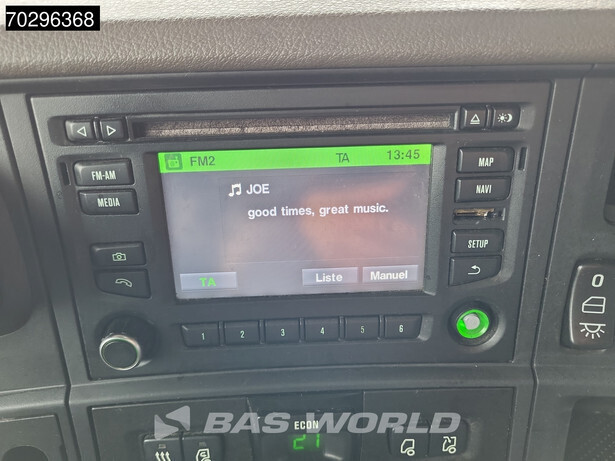 70296368
FM2 TA 13:45
FM-AM
MEDIA
MAP
NAVI
SETUP
JOE
good times, great music.
TA Liste Manuel
1 2 3 4 5 6
0
BAS WORLD
ECON
21